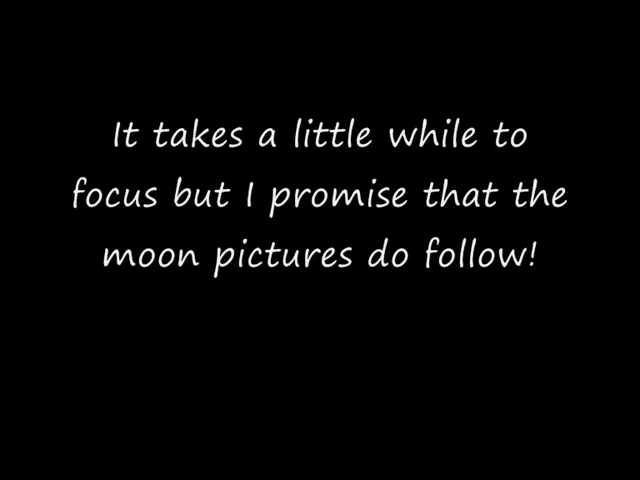 It takes a little while to
focus but I promise that the
moon pictures do follow!